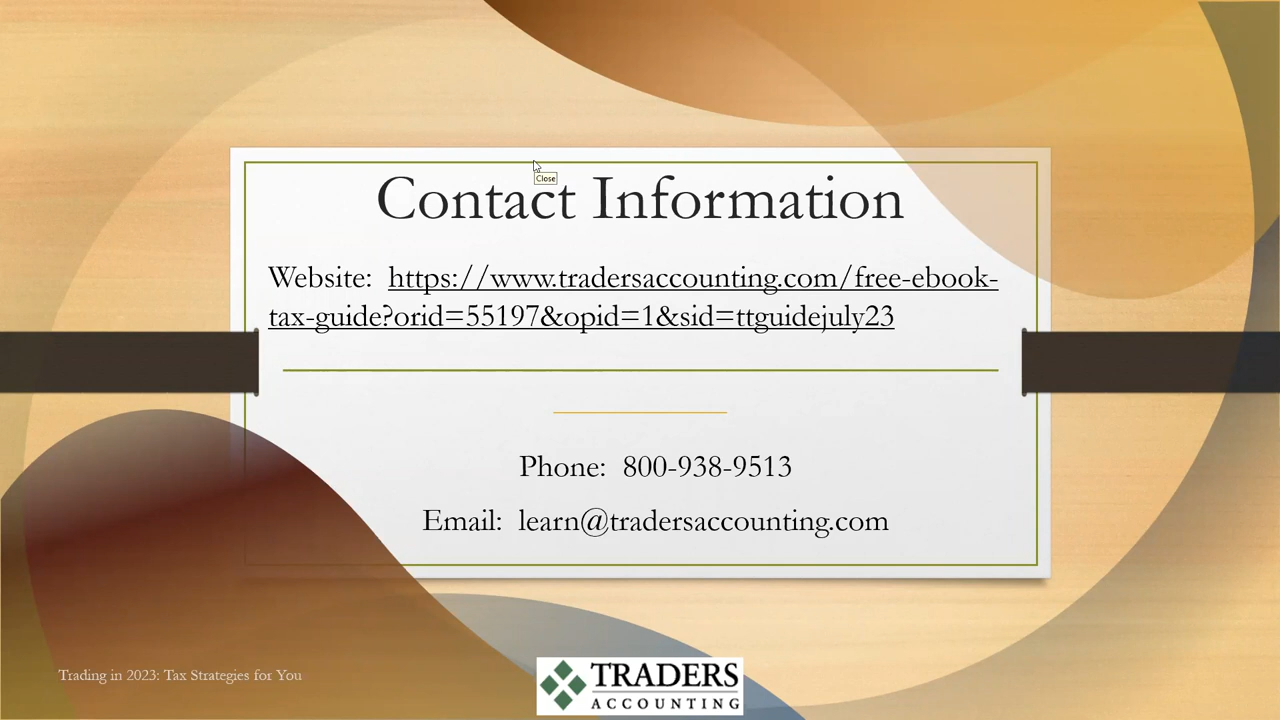 Close
Contact Information
Website: https://www.tradersaccounting.com/free-ebook-
tax-guide?orid=55197&opid=1&sid=ttguidejuly23
Phone: 800-938-9513
Email: learn@tradersaccounting.com
Trading in 2023: Tax Strategies for You
TRADERS
ACCOUNTING